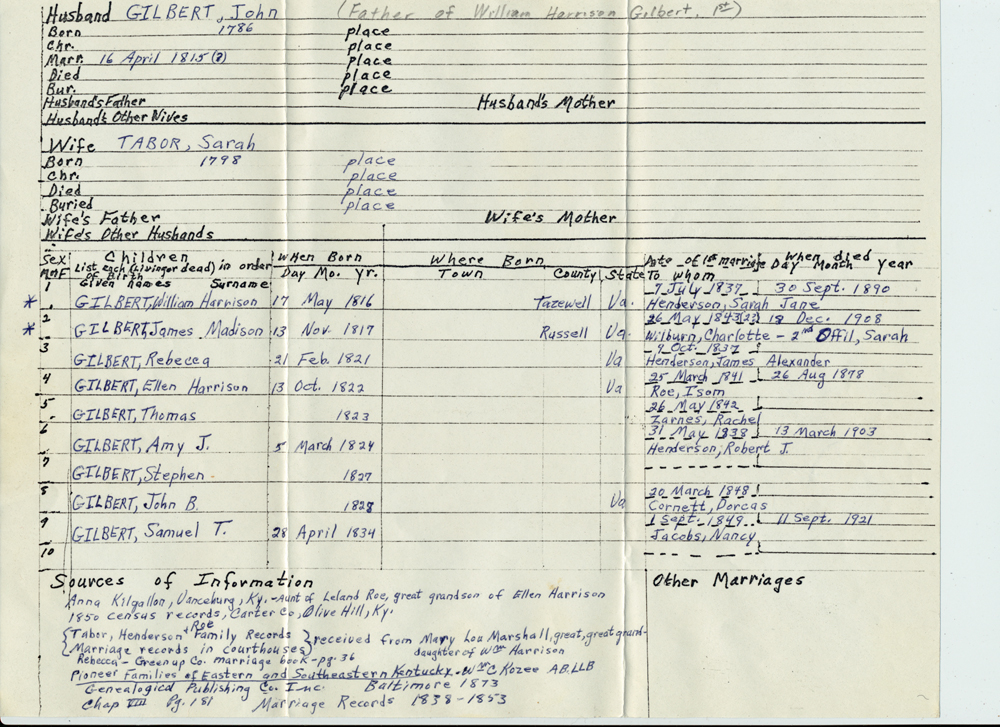 Husband GILBERT, John (Father of William Harrison Gilbert, 1st)
Born 1786 place
Chr. place
Marr. 16 April 1815(?) place
Died place
Bur. place
Husband's Father Husband's Mother
Husband's Other Wives
Wife TABOR, Sarah
Born 1798 place
Chr. place
Died place
Buried place
Wife's Father Wife's Mother
Wife's Other Husbands
Sex M or F Children List each (Living or dead) in order of Birth Given names Surname When Born Day Mo. yr. Where Born Town County State Date of 1st marriage To whom When died Day Month year
1 7 July 1837 30 Sept. 1890
* GILBERT, William Harrison 17 May 1816 Tazewell Va. Henderson, Sarah Jane
2 26 May 1843(2?) 18 Dec. 1908
* GILBERT, James Madison 13 Nov. 1817 Russell Va. Wilburn, Charlotte - 2nd Offil, Sarah
3 9 Oct. 1837
GILBERT, Rebecca 21 Feb. 1821 Va Henderson, James Alexander
4 25 March 1841 26 Aug 1878
GILBERT, Ellen Harrison 13 Oct. 1822 Va Roe, Isom
5 26 May 1842
GILBERT, Thomas 1823 Zarnes, Rachel
6 31 May 1838 13 March 1903
GILBERT, Amy J. 5 March 1824 Henderson, Robert J.
7
GILBERT, Stephen 1827
8 20 March 1848
GILBERT, John B. 1828 Va Cornett, Dorcas
9 1 Sept. 1849 11 Sept. 1921
GILBERT, Samuel T. 28 April 1834 Jacobs, Nancy
10
Sources of Information Other Marriages
Anna Kilgallon, Vanceburg, Ky. - Aunt of Leland Roe, great grandson of Ellen Harrison
1850 census records, Carter Co, Olive Hill, Ky.
{Tabor, Henderson & Roe Family Records
Marriage records in courthouses} received from Mary Lou Marshall, great, great grand-
daughter of Wm Harrison
Rebecca - Greenup Co. marriage book - pg. 36
Pioneer Families of Eastern and Southeastern Kentucky - Wm C Kozee AB.LLB
Genealogical Publishing Co. Inc. Baltimore 1973
Chap VIII Pg. 181 Marriage Records 1838-1853